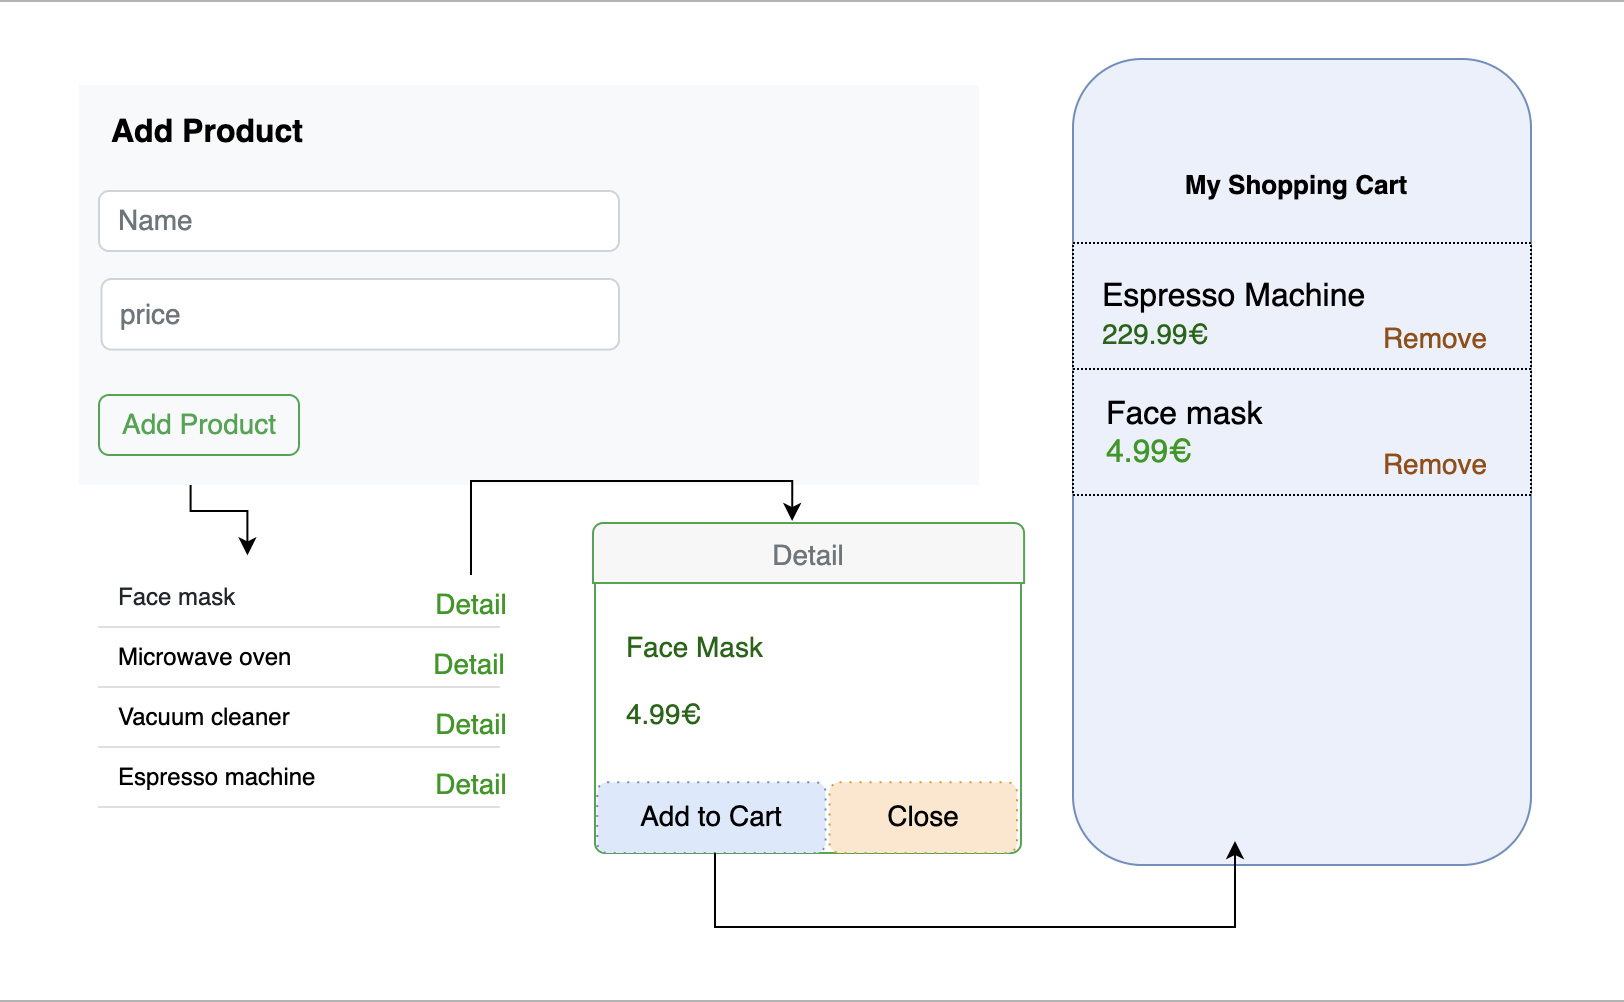 Add Product
Name
price
Add Product
Face mask Detail
Microwave oven Detail
Vacuum cleaner Detail
Espresso machine Detail
Detail
Face Mask
4.99€
Add to Cart Close
My Shopping Cart
Espresso Machine
229.99€ Remove
Face mask
4.99€ Remove